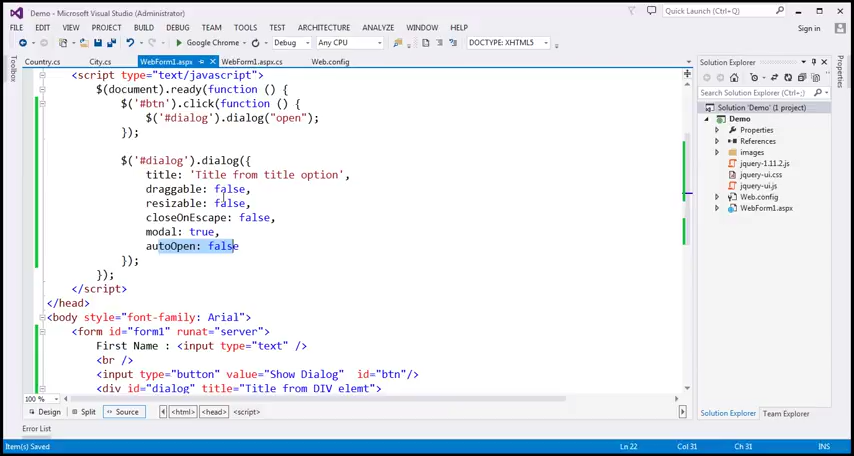 Demo - Microsoft Visual Studio (Administrator)
Quick Launch (Ctrl+Q)
FILE EDIT VIEW PROJECT BUILD DEBUG TEAM TOOLS TEST ARCHITECTURE ANALYZE WINDOW HELP
Sign in
Google Chrome Debug Any CPU DOCTYPE: XHTML5
Toolbox
Country.cs City.cs WebForm1.aspx WebForm1.aspx.cs Web.config
Solution Explorer
Properties
<script type="text/javascript">
$(document).ready(function () {
$('#btn').click(function () {
$('#dialog').dialog("open");
});
$('#dialog').dialog({
title: 'Title from title option',
draggable: false,
resizable: false,
closeOnEscape: false,
modal: true,
autoOpen: false
});
});
</script>
</head>
<body style="font-family: Arial">
<form id="form1" runat="server">
First Name : <input type="text" />
<br />
<input type="button" value="Show Dialog" id="btn"/>
<div id="dialog" title="Title from DIV elemt">
Search Solution Explorer (Ctrl+;)
Solution 'Demo' (1 project)
Demo
Properties
References
images
jquery-1.11.2.js
jquery-ui.css
jquery-ui.js
Web.config
WebForm1.aspx
100 %
Design Split Source <html> <head> <script>
Solution Explorer Team Explorer
Error List
Item(s) Saved Ln 22 Col 31 Ch 31 INS